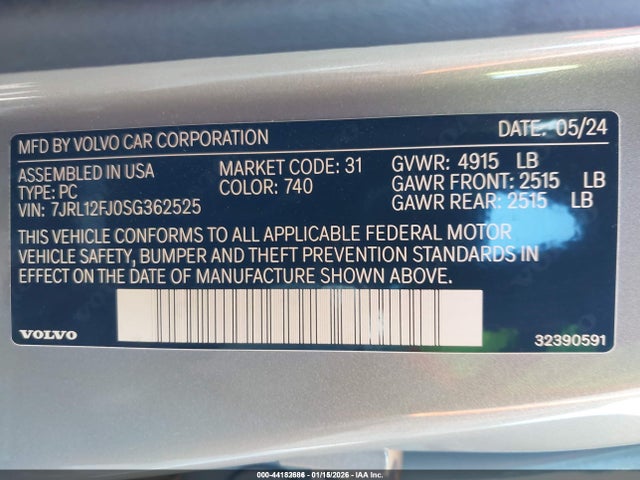 MFD BY VOLVO CAR CORPORATION DATE: 05/24
ASSEMBLED IN USA MARKET CODE: 31 GVWR: 4915 LB
TYPE: PC COLOR: 740 GAWR FRONT: 2515 LB
VIN: 7JRL12FJ0SG362525 GAWR REAR: 2515 LB
THIS VEHICLE CONFORMS TO ALL APPLICABLE FEDERAL MOTOR
VEHICLE SAFETY, BUMPER AND THEFT PREVENTION STANDARDS IN
EFFECT ON THE DATE OF MANUFACTURE SHOWN ABOVE.
VOLVO 32390591
000-44182686 - 01/15/2026 - IAA Inc.